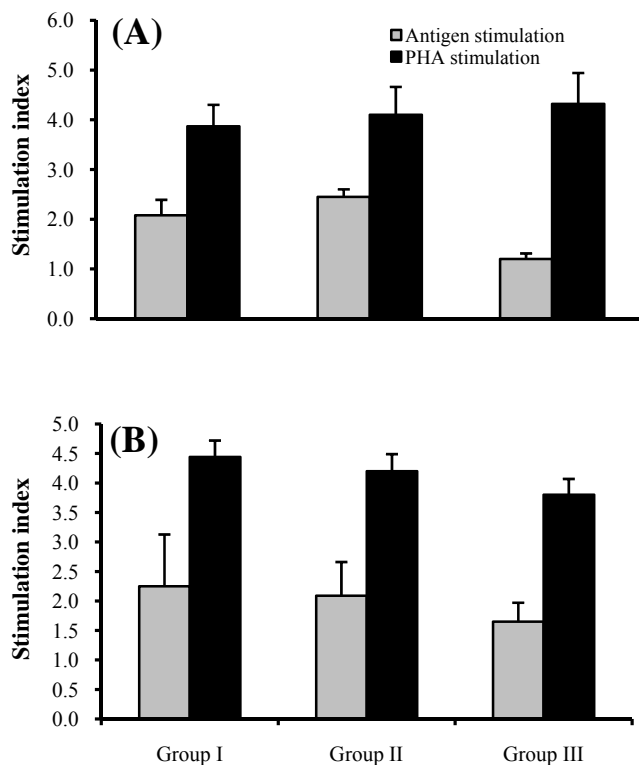 (A)
Antigen stimulation
PHA stimulation
Stimulation index
6.0
5.0
4.0
3.0
2.0
1.0
0.0
(B)
Stimulation index
5.0
4.5
4.0
3.5
3.0
2.5
2.0
1.5
1.0
0.5
0.0
Group I Group II Group III